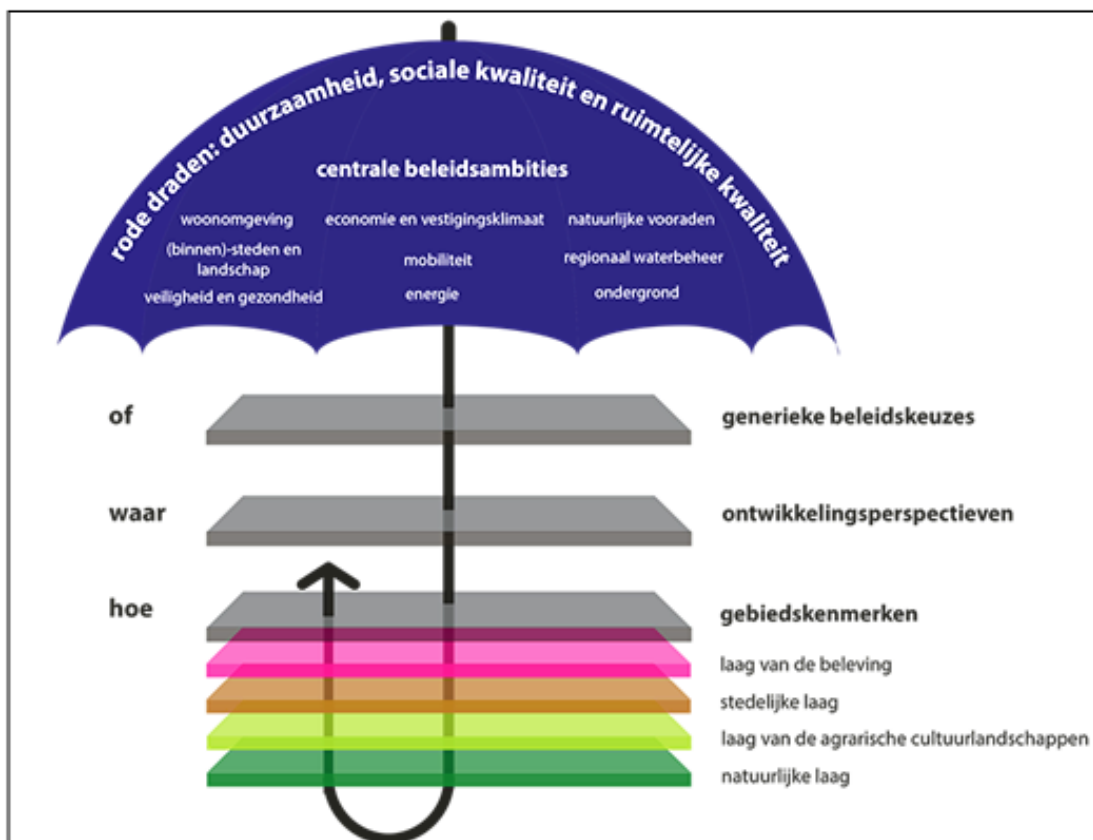 rode draden: duurzaamheid, sociale kwaliteit en ruimtelijke kwaliteit
centrale beleidsambities
woonomgeving
economie en vestigingsklimaat
natuurlijke vooraden
(binnen)-steden en
landschap
mobiliteit
regionaal waterbeheer
veiligheid en gezondheid
energie
ondergrond
of
generieke beleidskeuzes
waar
ontwikkelingsperspectieven
hoe
gebiedskenmerken
laag van de beleving
stedelijke laag
laag van de agrarische cultuurlandschappen
natuurlijke laag